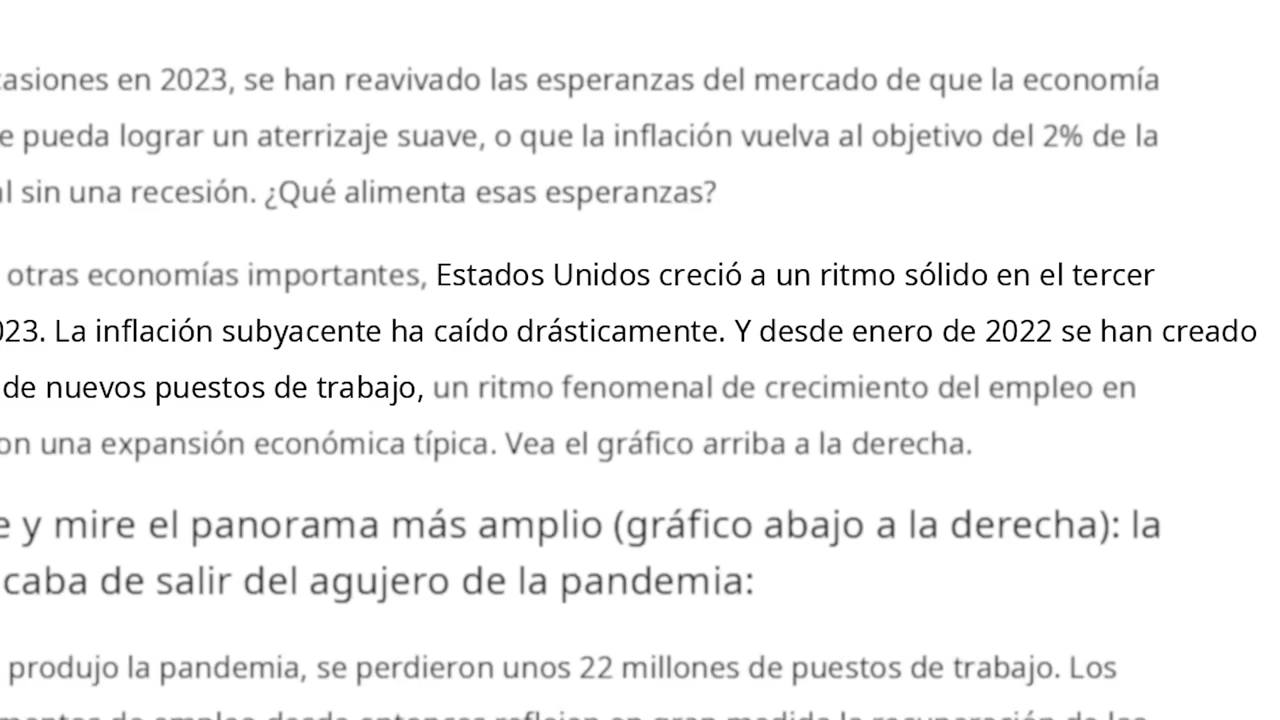 casiones en 2023, se han reavivado las esperanzas del mercado de que la economía
e pueda lograr un aterrizaje suave, o que la inflación vuelva al objetivo del 2% de la
al sin una recesión. ¿Qué alimenta esas esperanzas?
otras economías importantes, Estados Unidos creció a un ritmo sólido en el tercer
023. La inflación subyacente ha caído drásticamente. Y desde enero de 2022 se han creado
de nuevos puestos de trabajo, un ritmo fenomenal de crecimiento del empleo en
on una expansión económica típica. Vea el gráfico arriba a la derecha.
e y mire el panorama más amplio (gráfico abajo a la derecha): la
caba de salir del agujero de la pandemia:
produjo la pandemia, se perdieron unos 22 millones de puestos de trabajo. Los